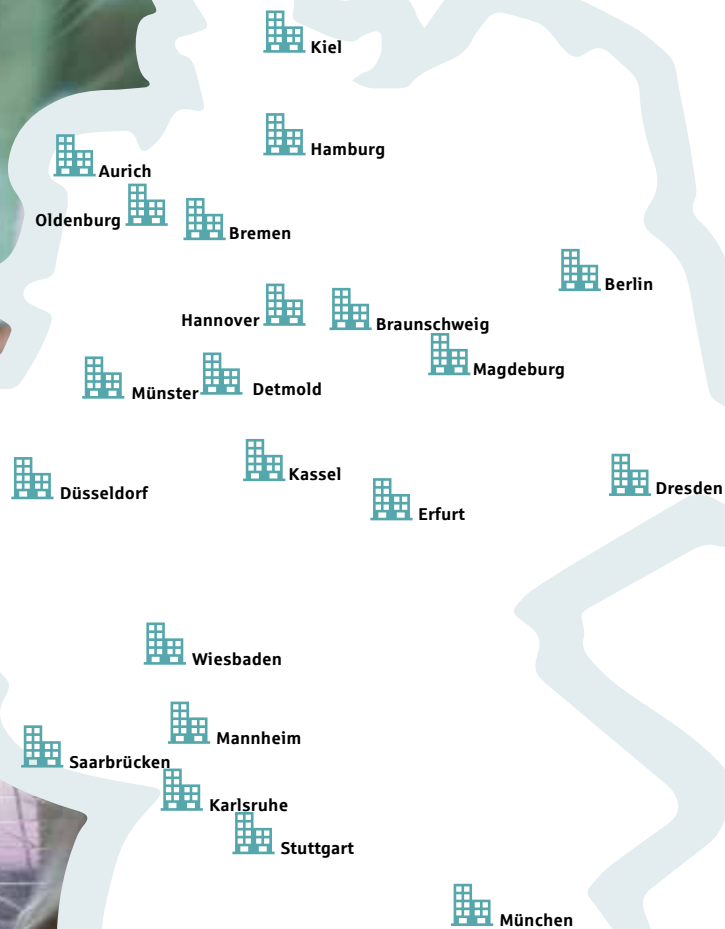 Kiel
Hamburg
Aurich
Oldenburg
Bremen
Berlin
Hannover
Braunschweig
Magdeburg
Münster
Detmold
Kassel
Düsseldorf
Dresden
Erfurt
Wiesbaden
Mannheim
Saarbrücken
Karlsruhe
Stuttgart
München